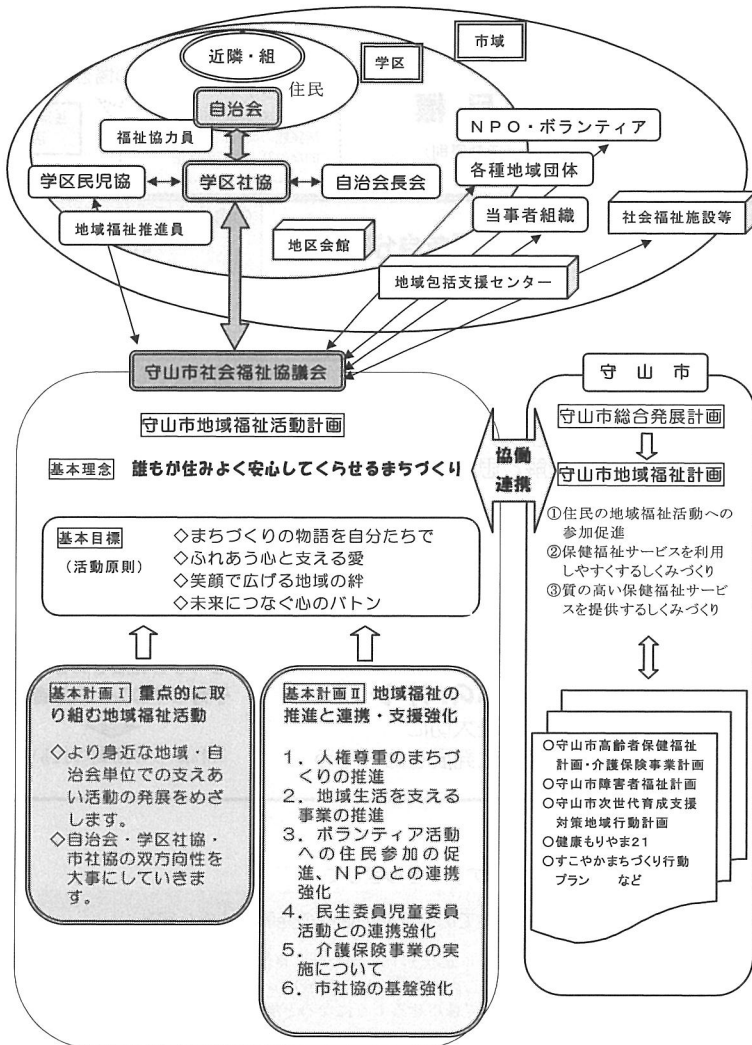 近隣・組
学区
市域
住民
自治会
福祉協力員
NPO・ボランティア
学区民児協
学区社協
自治会長会
各種地域団体
当事者組織
社会福祉施設等
地域福祉推進員
地区会館
地域包括支援センター
守山市社会福祉協議会
守山市地域福祉活動計画
基本理念 誰もが住みよく安心してくらせるまちづくり
基本目標
(活動原則)
◇まちづくりの物語を自分たちで
◇ふれあう心と支える愛
◇笑顔で広げる地域の絆
◇未来につなぐ心のバトン
基本計画Ⅰ 重点的に取
り組む地域福祉活動
◇より身近な地域・自
治会単位での支えあ
い活動の発展をめざ
します。
◇自治会・学区社協・
市社協の双方向性を
大事にしていきま
す。
基本計画Ⅱ 地域福祉の
推進と連携・支援強化
1．人権尊重のまちづ
くりの推進
2．地域生活を支える
事業の推進
3．ボランティア活動
への住民参加の促
進、NPOとの連携
強化
4．民生委員児童委員
活動との連携強化
5．介護保険事業の実
施について
6．市社協の基盤強化
協働
連携
守山市
守山市総合発展計画
守山市地域福祉計画
①住民の地域福祉活動への
参加促進
②保健福祉サービスを利用
しやすくするしくみづくり
③質の高い保健福祉サービ
スを提供するしくみづくり
○守山市高齢者保健福祉
計画・介護保険事業計画
○守山市障害者福祉計画
○守山市次世代育成支援
対策地域行動計画
○健康もりやま21
○すこやかまちづくり行動
プラン など